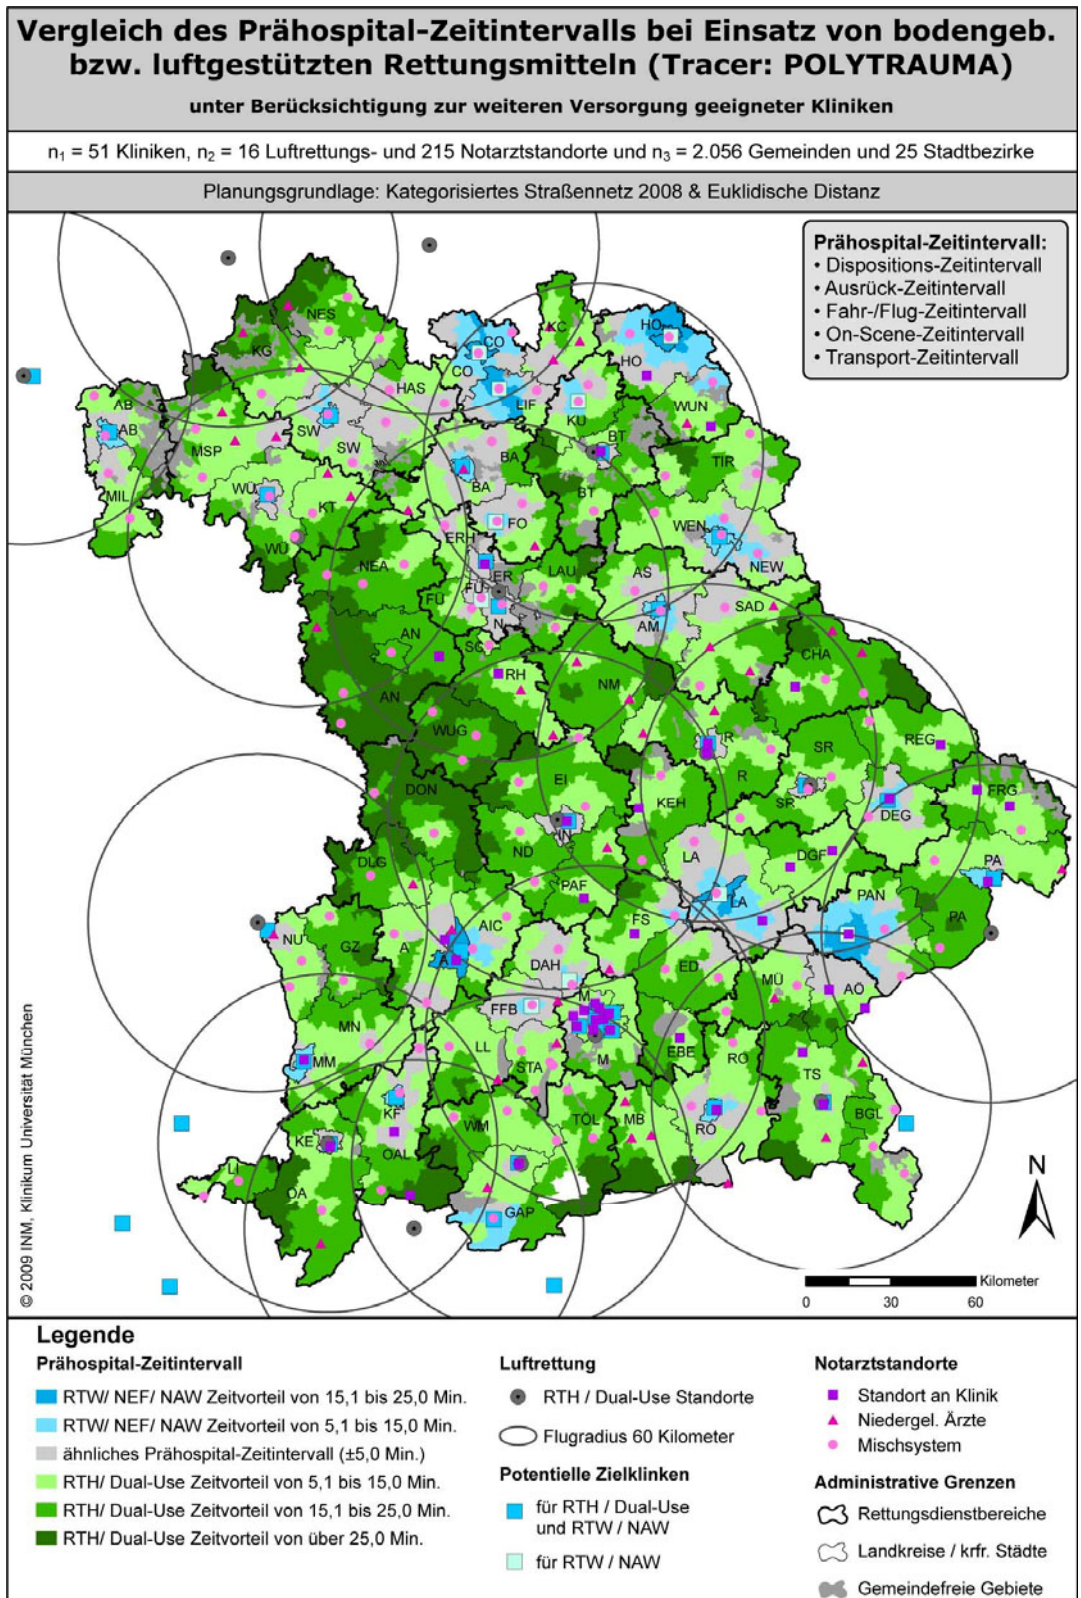 Vergleich des Prähospital-Zeitintervalls bei Einsatz von bodengeb.
bzw. luftgestützten Rettungsmitteln (Tracer: POLYTRAUMA)
unter Berücksichtigung zur weiteren Versorgung geeigneter Kliniken
n₁ = 51 Kliniken, n₂ = 16 Luftrettungs- und 215 Notarztstandorte und n₃ = 2.056 Gemeinden und 25 Stadtbezirke
Planungsgrundlage: Kategorisiertes Straßennetz 2008 & Euklidische Distanz
Prähospital-Zeitintervall:
• Dispositions-Zeitintervall
• Ausrück-Zeitintervall
• Fahr-/Flug-Zeitintervall
• On-Scene-Zeitintervall
• Transport-Zeitintervall
NES
KG
CO
CO
KC
HO
HO
HAS
LIF
KU
WUN
AB
AB
MSP
SW
SW
BA
BA
BT
BT
TIR
MIL
WÜ
WÜ
KT
FO
WEN
NEW
ERH
ER
NEA
FÜ
FÜ
N
LAU
AS
AM
SAD
AN
AN
SC
RH
NM
CHA
WUG
R
R
SR
SR
REG
DON
EI
KEH
DEG
FRG
IN
ND
DLG
LA
LA
DGF
PA
PA
PAN
PAF
FS
NU
GZ
A
A
AIC
DAH
ED
MÜ
AÖ
FFB
M
M
MN
MM
LL
STA
EBE
RO
RO
TS
BGL
KF
WM
TÖL
MB
KE
OAL
LI
OA
GAP
N
Kilometer
0 30 60
© 2009 INM, Klinikum Universität München
Legende
Prähospital-Zeitintervall
RTW/ NEF/ NAW Zeitvorteil von 15,1 bis 25,0 Min.
RTW/ NEF/ NAW Zeitvorteil von 5,1 bis 15,0 Min.
ähnliches Prähospital-Zeitintervall (±5,0 Min.)
RTH/ Dual-Use Zeitvorteil von 5,1 bis 15,0 Min.
RTH/ Dual-Use Zeitvorteil von 15,1 bis 25,0 Min.
RTH/ Dual-Use Zeitvorteil von über 25,0 Min.
Luftrettung
RTH / Dual-Use Standorte
Flugradius 60 Kilometer
Potentielle Zielklinken
für RTH / Dual-Use
und RTW / NAW
für RTW / NAW
Notarztstandorte
Standort an Klinik
Niedergel. Ärzte
Mischsystem
Administrative Grenzen
Rettungsdienstbereiche
Landkreise / krfr. Städte
Gemeindefreie Gebiete